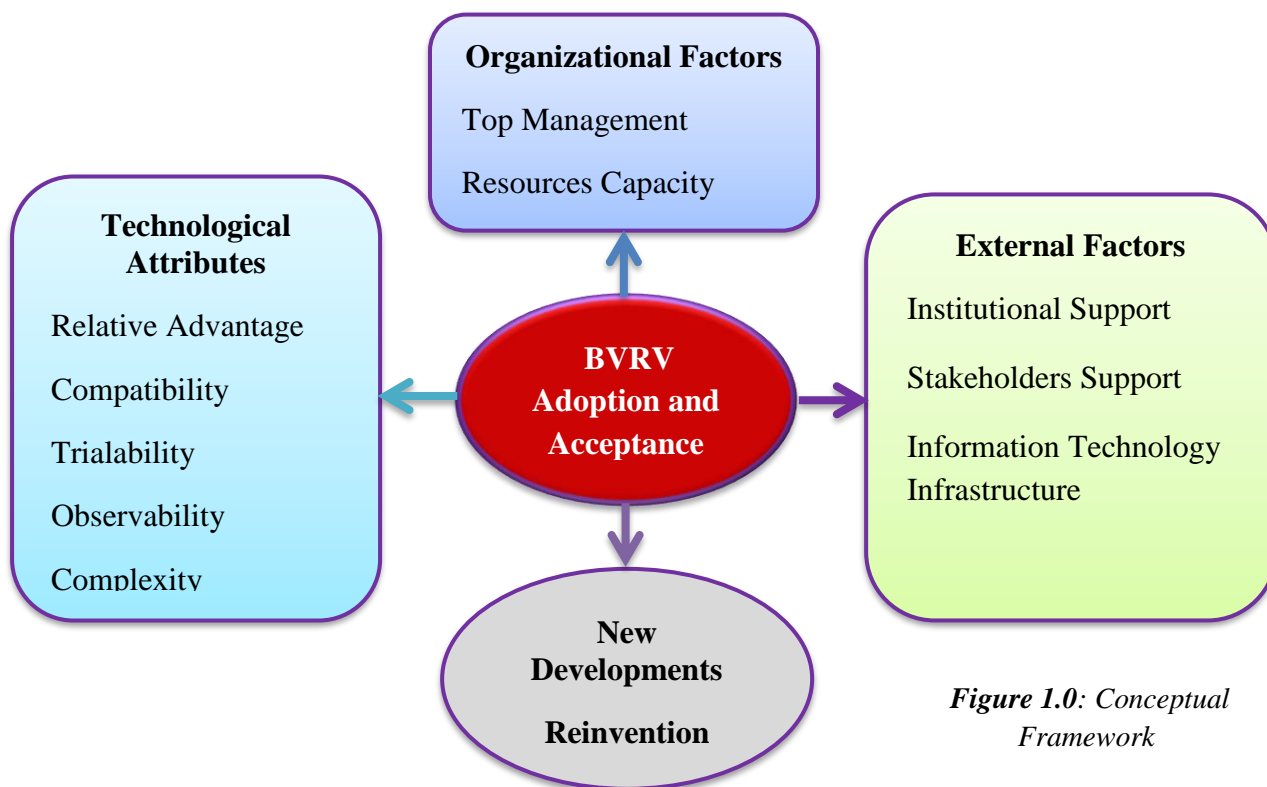 Organizational Factors
Top Management
Resources Capacity
Technological
Attributes
Relative Advantage
Compatibility
Trialability
Observability
Complexity
BVRV
Adoption and
Acceptance
External Factors
Institutional Support
Stakeholders Support
Information Technology
Infrastructure
New
Developments
Reinvention
Figure 1.0: Conceptual
Framework